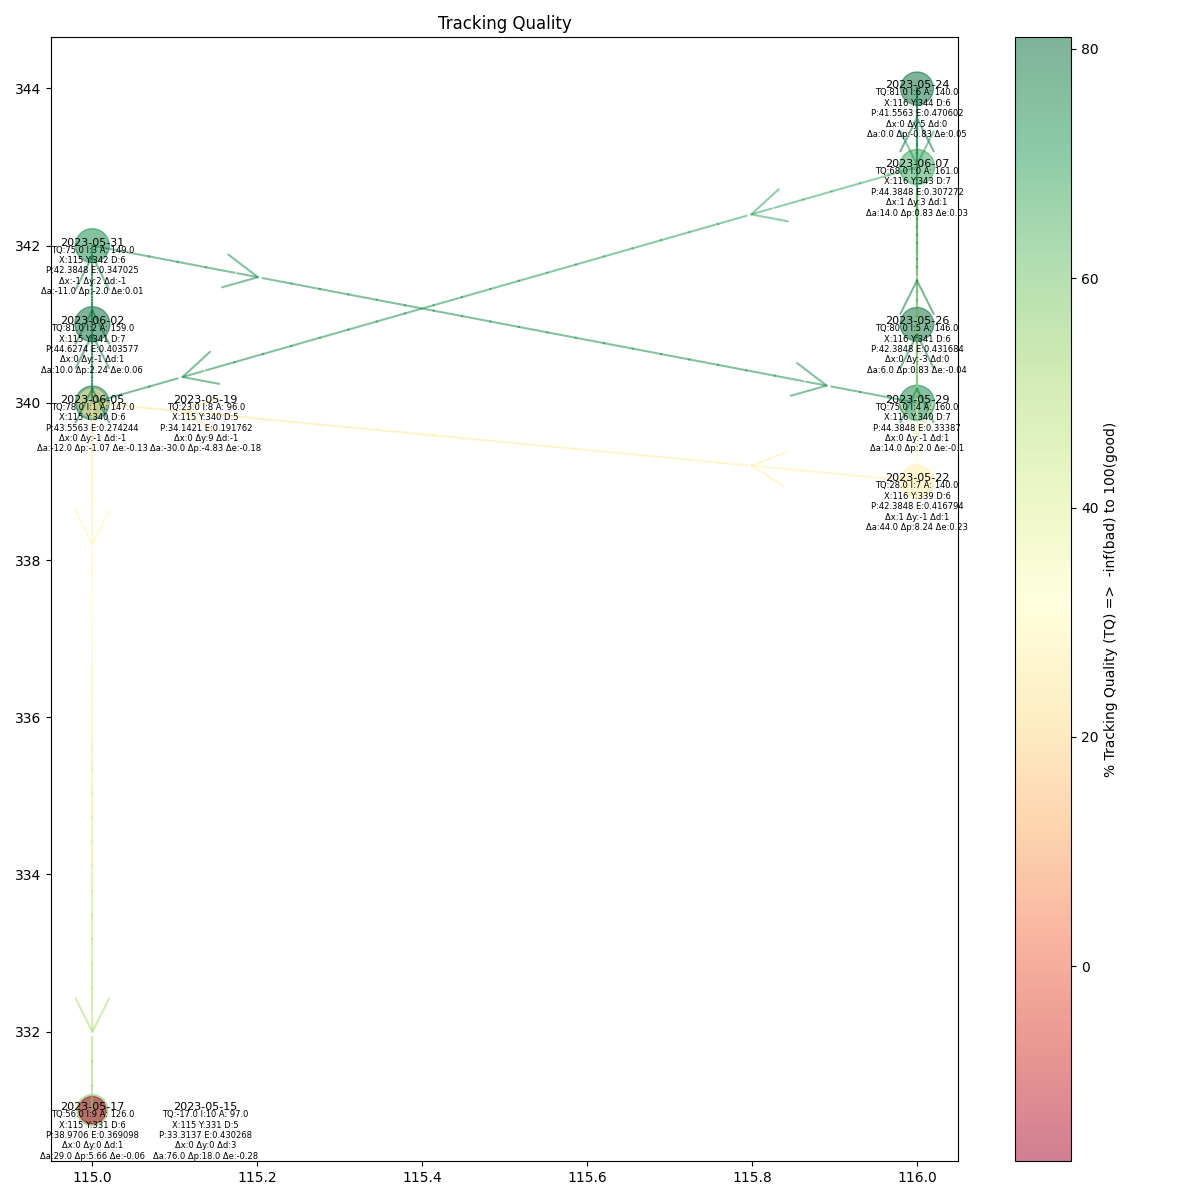 Tracking Quality
344
342
340
338
336
334
332
115.0
115.2
115.4
115.6
115.8
116.0
2023-05-24
TQ:81.0 I:6 A: 140.0
X:116 Y:344 D:6
P:41.5563 E:0.470602
Δx:0 Δy:5 Δd:0
Δa:0.0 Δp:-0.83 Δe:0.05
2023-06-07
TQ:68.0 I:0 A: 161.0
X:116 Y:343 D:7
P:44.3848 E:0.307272
Δx:1 Δy:3 Δd:1
Δa:14.0 Δp:0.83 Δe:0.03
2023-05-31
TQ:75.0 I:3 A: 149.0
X:115 Y:342 D:6
P:42.3848 E:0.347025
Δx:-1 Δy:2 Δd:-1
Δa:-11.0 Δp:-2.0 Δe:0.01
2023-06-02
TQ:81.0 I:2 A: 159.0
X:115 Y:341 D:7
P:44.6274 E:0.403577
Δx:0 Δy:-1 Δd:1
Δa:10.0 Δp:2.24 Δe:0.06
2023-05-26
TQ:80.0 I:5 A: 146.0
X:116 Y:341 D:6
P:42.3848 E:0.431684
Δx:0 Δy:-3 Δd:0
Δa:6.0 Δp:0.83 Δe:-0.04
2023-06-05
TQ:78.0 I:1 A: 147.0
X:115 Y:340 D:6
P:43.5563 E:0.274244
Δx:0 Δy:-1 Δd:-1
Δa:-12.0 Δp:-1.07 Δe:-0.13
2023-05-19
TQ:23.0 I:8 A: 96.0
X:115 Y:340 D:5
P:34.1421 E:0.191762
Δx:0 Δy:9 Δd:-1
Δa:-30.0 Δp:-4.83 Δe:-0.18
2023-05-29
TQ:75.0 I:4 A: 160.0
X:116 Y:340 D:7
P:44.3848 E:0.33387
Δx:0 Δy:-1 Δd:1
Δa:14.0 Δp:2.0 Δe:-0.1
2023-05-22
TQ:28.0 I:7 A: 140.0
X:116 Y:339 D:6
P:42.3848 E:0.416794
Δx:1 Δy:-1 Δd:1
Δa:44.0 Δp:8.24 Δe:0.23
2023-05-17
TQ:56.0 I:9 A: 126.0
X:115 Y:331 D:6
P:38.9706 E:0.369098
Δx:0 Δy:0 Δd:1
Δa:29.0 Δp:5.66 Δe:-0.06
2023-05-15
TQ:-17.0 I:10 A: 97.0
X:115 Y:331 D:5
P:33.3137 E:0.430268
Δx:0 Δy:0 Δd:3
Δa:76.0 Δp:18.0 Δe:-0.28
80
60
40
20
0
% Tracking Quality (TQ) =>  -inf(bad) to 100(good)